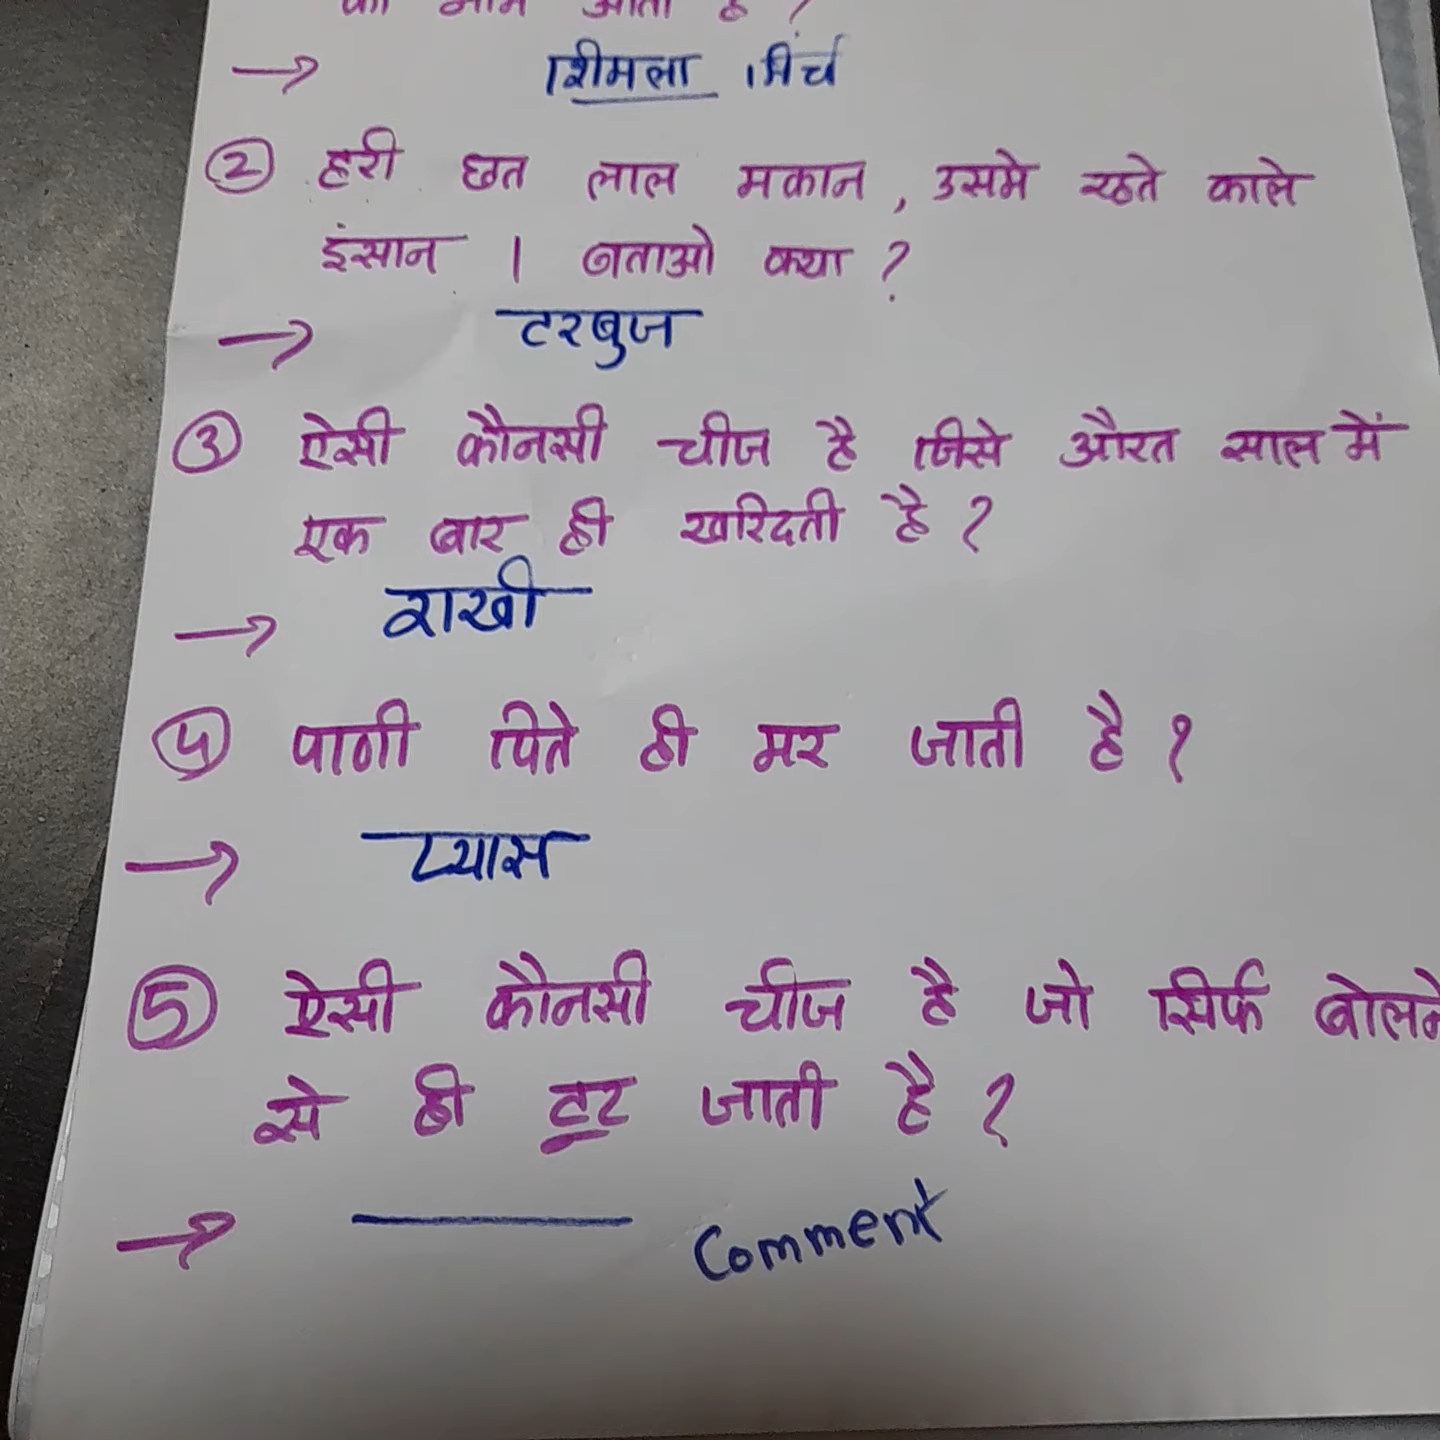 का नाम आता है ?
→ शिमला मिर्च
② हरी छत लाल मकान , उसमे रहते काले
इंसान । बताओ क्या ?
→ टरबुज
③ ऐसी कौनसी चीज है जिसे औरत साल में
एक बार ही खरिदती है ?
→ राखी
④ पाणी पिते ही मर जाती है ?
→ प्यास
⑤ ऐसी कौनसी चीज है जो सिर्फ बोलने
से ही टूट जाती है ?
→ ——— Comment